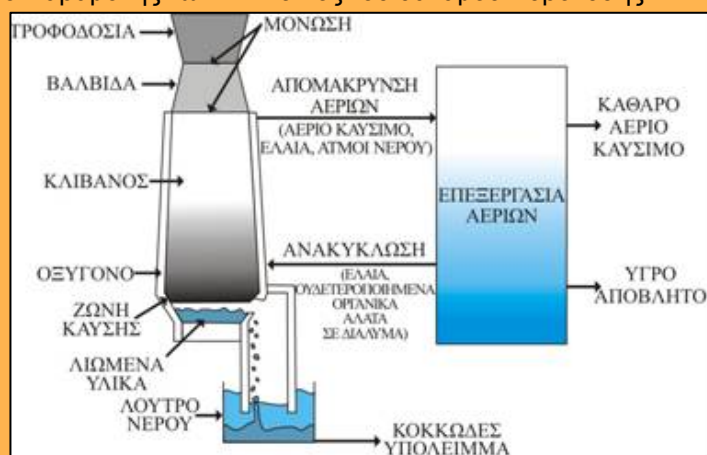 ΤΡΟΦΟΔΟΣΙΑ
ΜΟΝΩΣΗ
ΒΑΛΒΙΔΑ
ΑΠΟΜΑΚΡΥΝΣΗ
ΑΕΡΙΩΝ
(ΑΕΡΙΟ ΚΑΥΣΙΜΟ,
ΕΛΑΙΑ, ΑΤΜΟΙ ΝΕΡΟΥ)
ΚΑΘΑΡΟ
ΑΕΡΙΟ
ΚΑΥΣΙΜΟ
ΚΛΙΒΑΝΟΣ
ΕΠΕΞΕΡΓΑΣΙΑ
ΑΕΡΙΩΝ
ΑΝΑΚΥΚΛΩΣΗ
(ΕΛΑΙΑ,
ΟΥΔΕΤΕΡΟΠΟΙΗΜΕΝΑ
ΟΡΓΑΝΙΚΑ
ΑΛΑΤΑ
ΣΕ ΔΙΑΛΥΜΑ)
ΟΞΥΓΟΝΟ
ΥΓΡΟ
ΑΠΟΒΛΗΤΟ
ΖΩΝΗ
ΚΑΥΣΗΣ
ΛΙΩΜΕΝΑ
ΥΛΙΚΑ
ΛΟΥΤΡΟ
ΝΕΡΟΥ
ΚΟΚΚΩΔΕΣ
ΥΠΟΛΕΙΜΜΑ